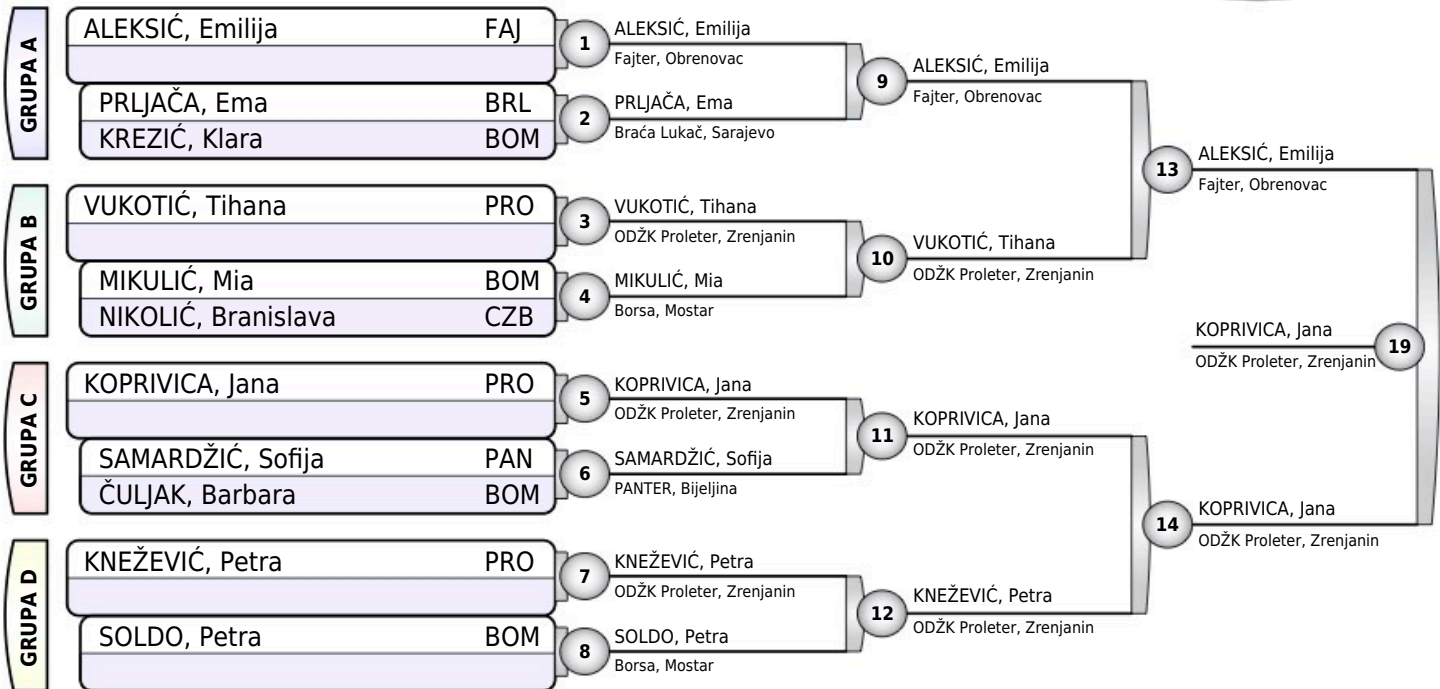 GRUPA A
ALEKSIĆ, Emilija FAJ
PRLJAČA, Ema BRL
KREZIĆ, Klara BOM
GRUPA B
VUKOTIĆ, Tihana PRO
MIKULIĆ, Mia BOM
NIKOLIĆ, Branislava CZB
GRUPA C
KOPRIVICA, Jana PRO
SAMARDŽIĆ, Sofija PAN
ČULJAK, Barbara BOM
GRUPA D
KNEŽEVIĆ, Petra PRO
SOLDO, Petra BOM
1 ALEKSIĆ, Emilija
Fajter, Obrenovac
2 PRLJAČA, Ema
Braća Lukač, Sarajevo
3 VUKOTIĆ, Tihana
ODŽK Proleter, Zrenjanin
4 MIKULIĆ, Mia
Borsa, Mostar
5 KOPRIVICA, Jana
ODŽK Proleter, Zrenjanin
6 SAMARDŽIĆ, Sofija
PANTER, Bijeljina
7 KNEŽEVIĆ, Petra
ODŽK Proleter, Zrenjanin
8 SOLDO, Petra
Borsa, Mostar
9 ALEKSIĆ, Emilija
Fajter, Obrenovac
10 VUKOTIĆ, Tihana
ODŽK Proleter, Zrenjanin
11 KOPRIVICA, Jana
ODŽK Proleter, Zrenjanin
12 KNEŽEVIĆ, Petra
ODŽK Proleter, Zrenjanin
13 ALEKSIĆ, Emilija
Fajter, Obrenovac
14 KOPRIVICA, Jana
ODŽK Proleter, Zrenjanin
KOPRIVICA, Jana 19
ODŽK Proleter, Zrenjanin